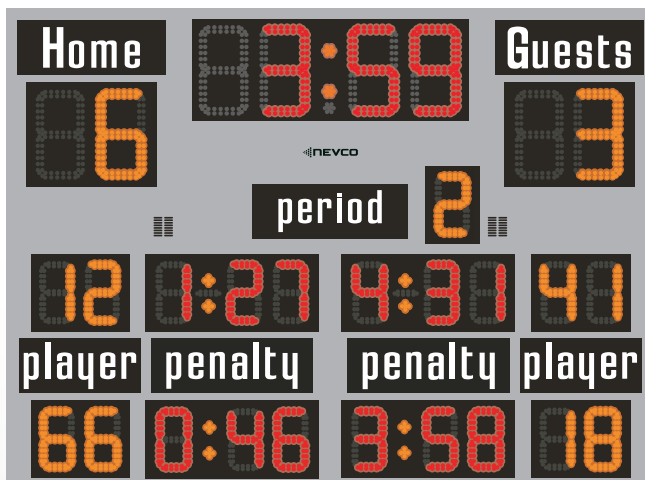 Home 3:59 Guests
6 3
NEVCO
period 2
12 1:27 4:31 41
player penalty penalty player
66 0:46 3:58 18